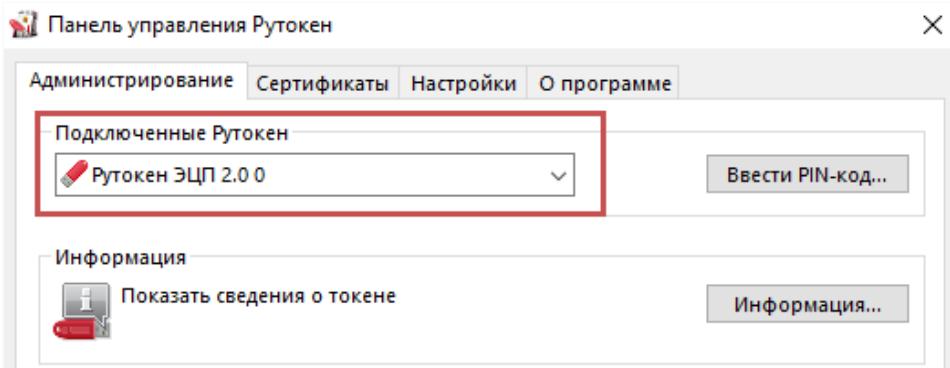 Панель управления Рутокен
Администрирование Сертификаты Настройки О программе
Подключенные Рутокен
Рутокен ЭЦП 2.0 0 Ввести PIN-код...
Информация
Показать сведения о токене Информация...